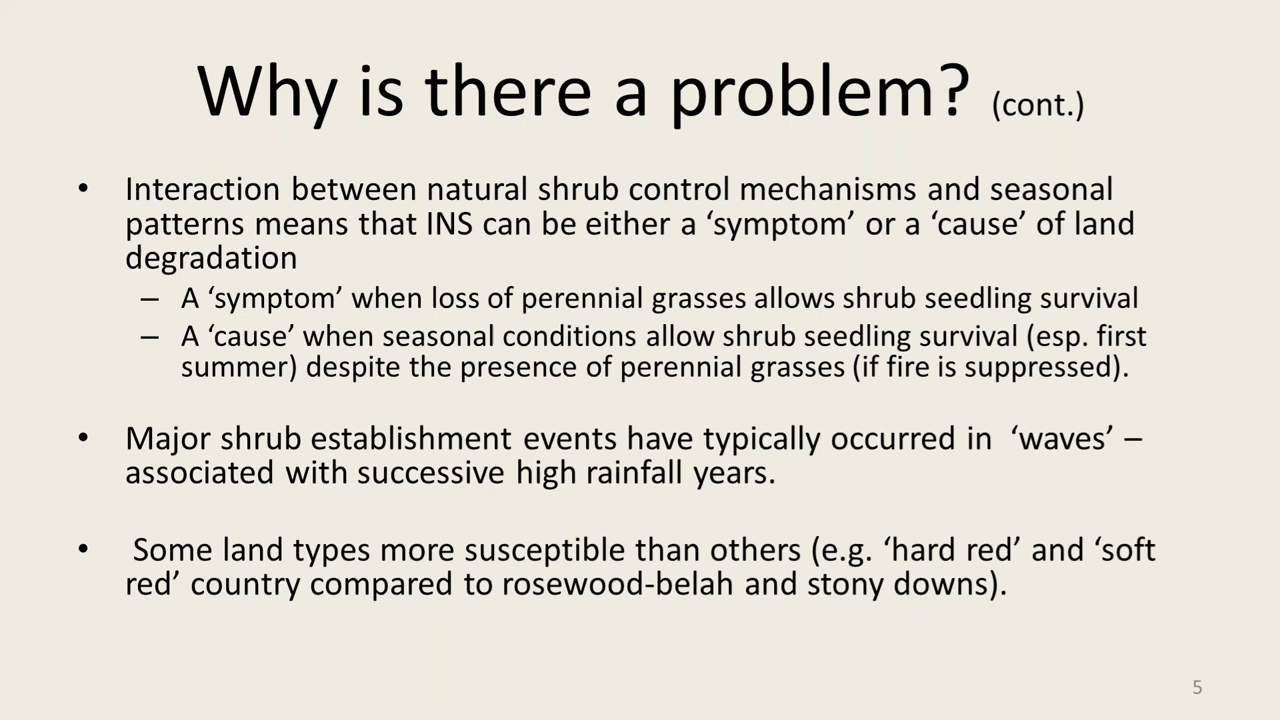 Why is there a problem? (cont.)
• Interaction between natural shrub control mechanisms and seasonal
patterns means that INS can be either a ‘symptom’ or a ‘cause’ of land
degradation
– A ‘symptom’ when loss of perennial grasses allows shrub seedling survival
– A ‘cause’ when seasonal conditions allow shrub seedling survival (esp. first
summer) despite the presence of perennial grasses (if fire is suppressed).
• Major shrub establishment events have typically occurred in ‘waves’ –
associated with successive high rainfall years.
• Some land types more susceptible than others (e.g. ‘hard red’ and ‘soft
red’ country compared to rosewood-belah and stony downs).
5